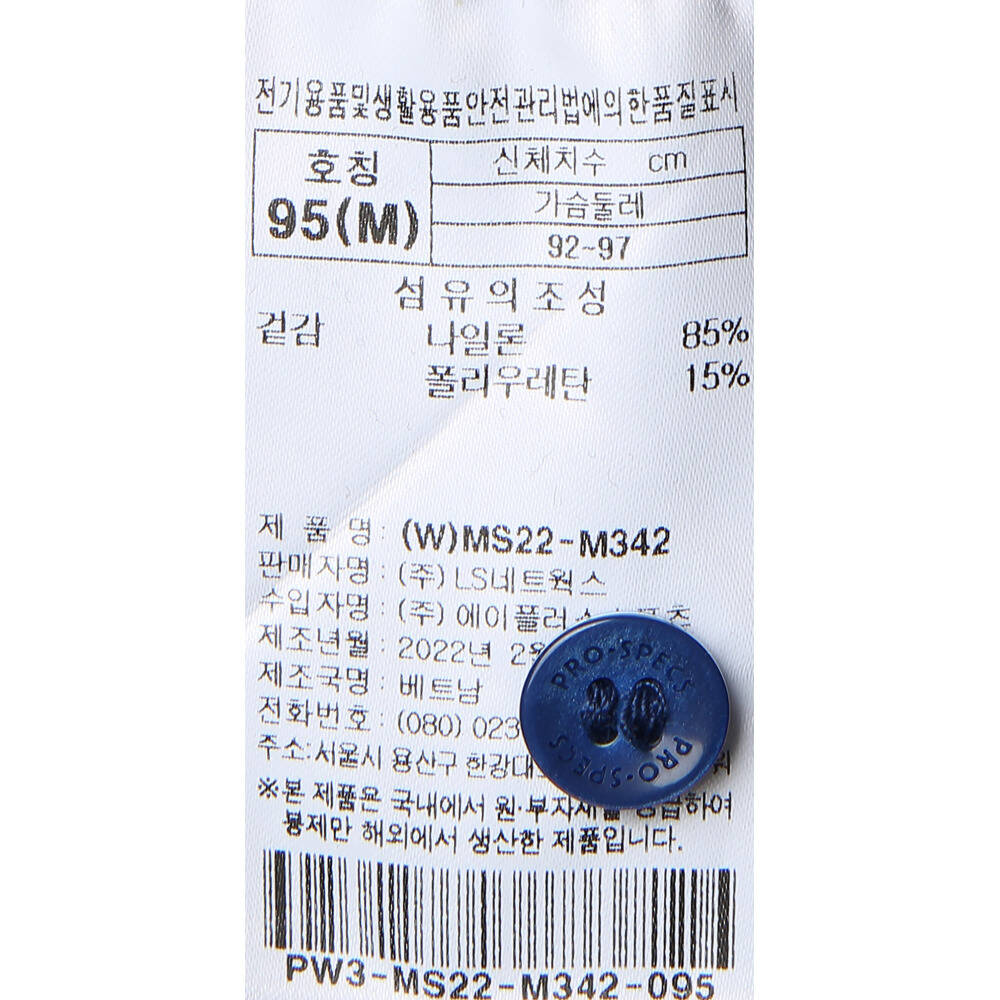 전기용품및생활용품안전관리법에의한품질표시
호칭
95(M)
신체치수 cm
가슴둘레
92~97
섬유의조성
겉감 나일론 85%
폴리우레탄 15%
제 품 명 : (W)MS22-M342
판매자명 : (주)LS네트웍스
수입자명 : (주)에이플러스
제조년월 : 2022년
제조국명 : 베트남
전화번호 : (080) 023
주소:서울시 용산구 한강대
※본 제품은 국내에서 원·부자재를 공급하여
봉제만 해외에서 생산한 제품입니다.
PW3-MS22-M342-095
PRO·SPECS
PRO·SPECS